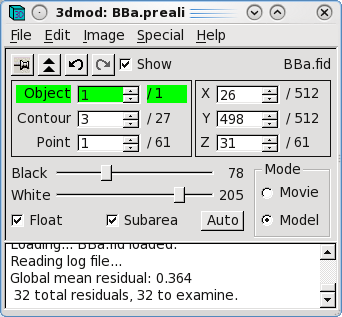 3dmod: BBa.preali
File Edit Image Special Help
Show BBa.fid
Object 1 / 1 X 26 / 512
Contour 3 / 27 Y 498 / 512
Point 1 / 61 Z 31 / 61
Black 78 Mode
White 205 Movie
Float Subarea Auto Model
Loading... BBa.fid loaded.
Reading log file...
Global mean residual: 0.364
32 total residuals, 32 to examine.